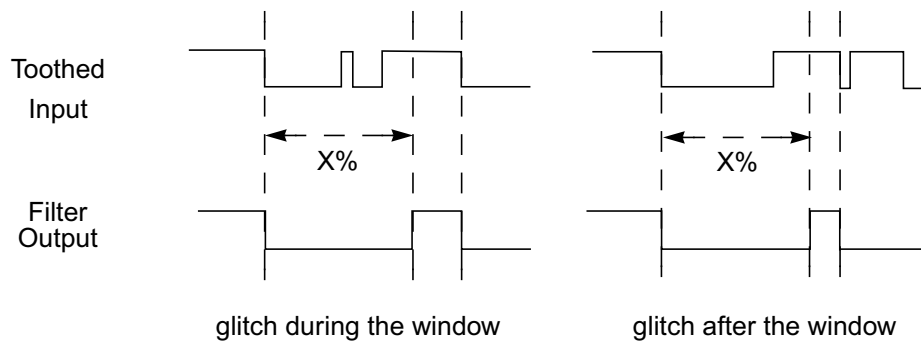 Toothed
Input
X%
X%
Filter
Output
glitch during the window
glitch after the window